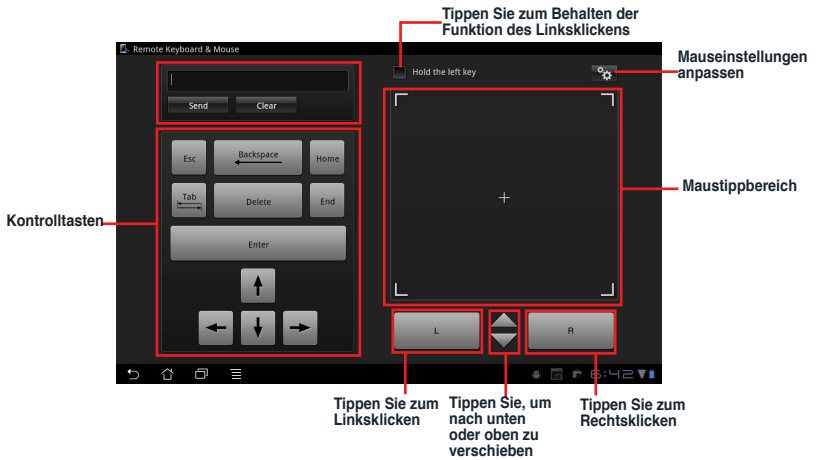 Tippen Sie zum Behalten der
Funktion des Linksklickens
Remote Keyboard & Mouse
Hold the left key
Mauseinstellungen
anpassen
Send
Clear
Esc
Backspace
Home
Tab
Delete
End
Enter
Kontrolltasten
Maustippbereich
L
R
6:42
Tippen Sie zum
Linksklicken
Tippen Sie, um
nach unten
oder oben zu
verschieben
Tippen Sie zum
Rechtsklicken